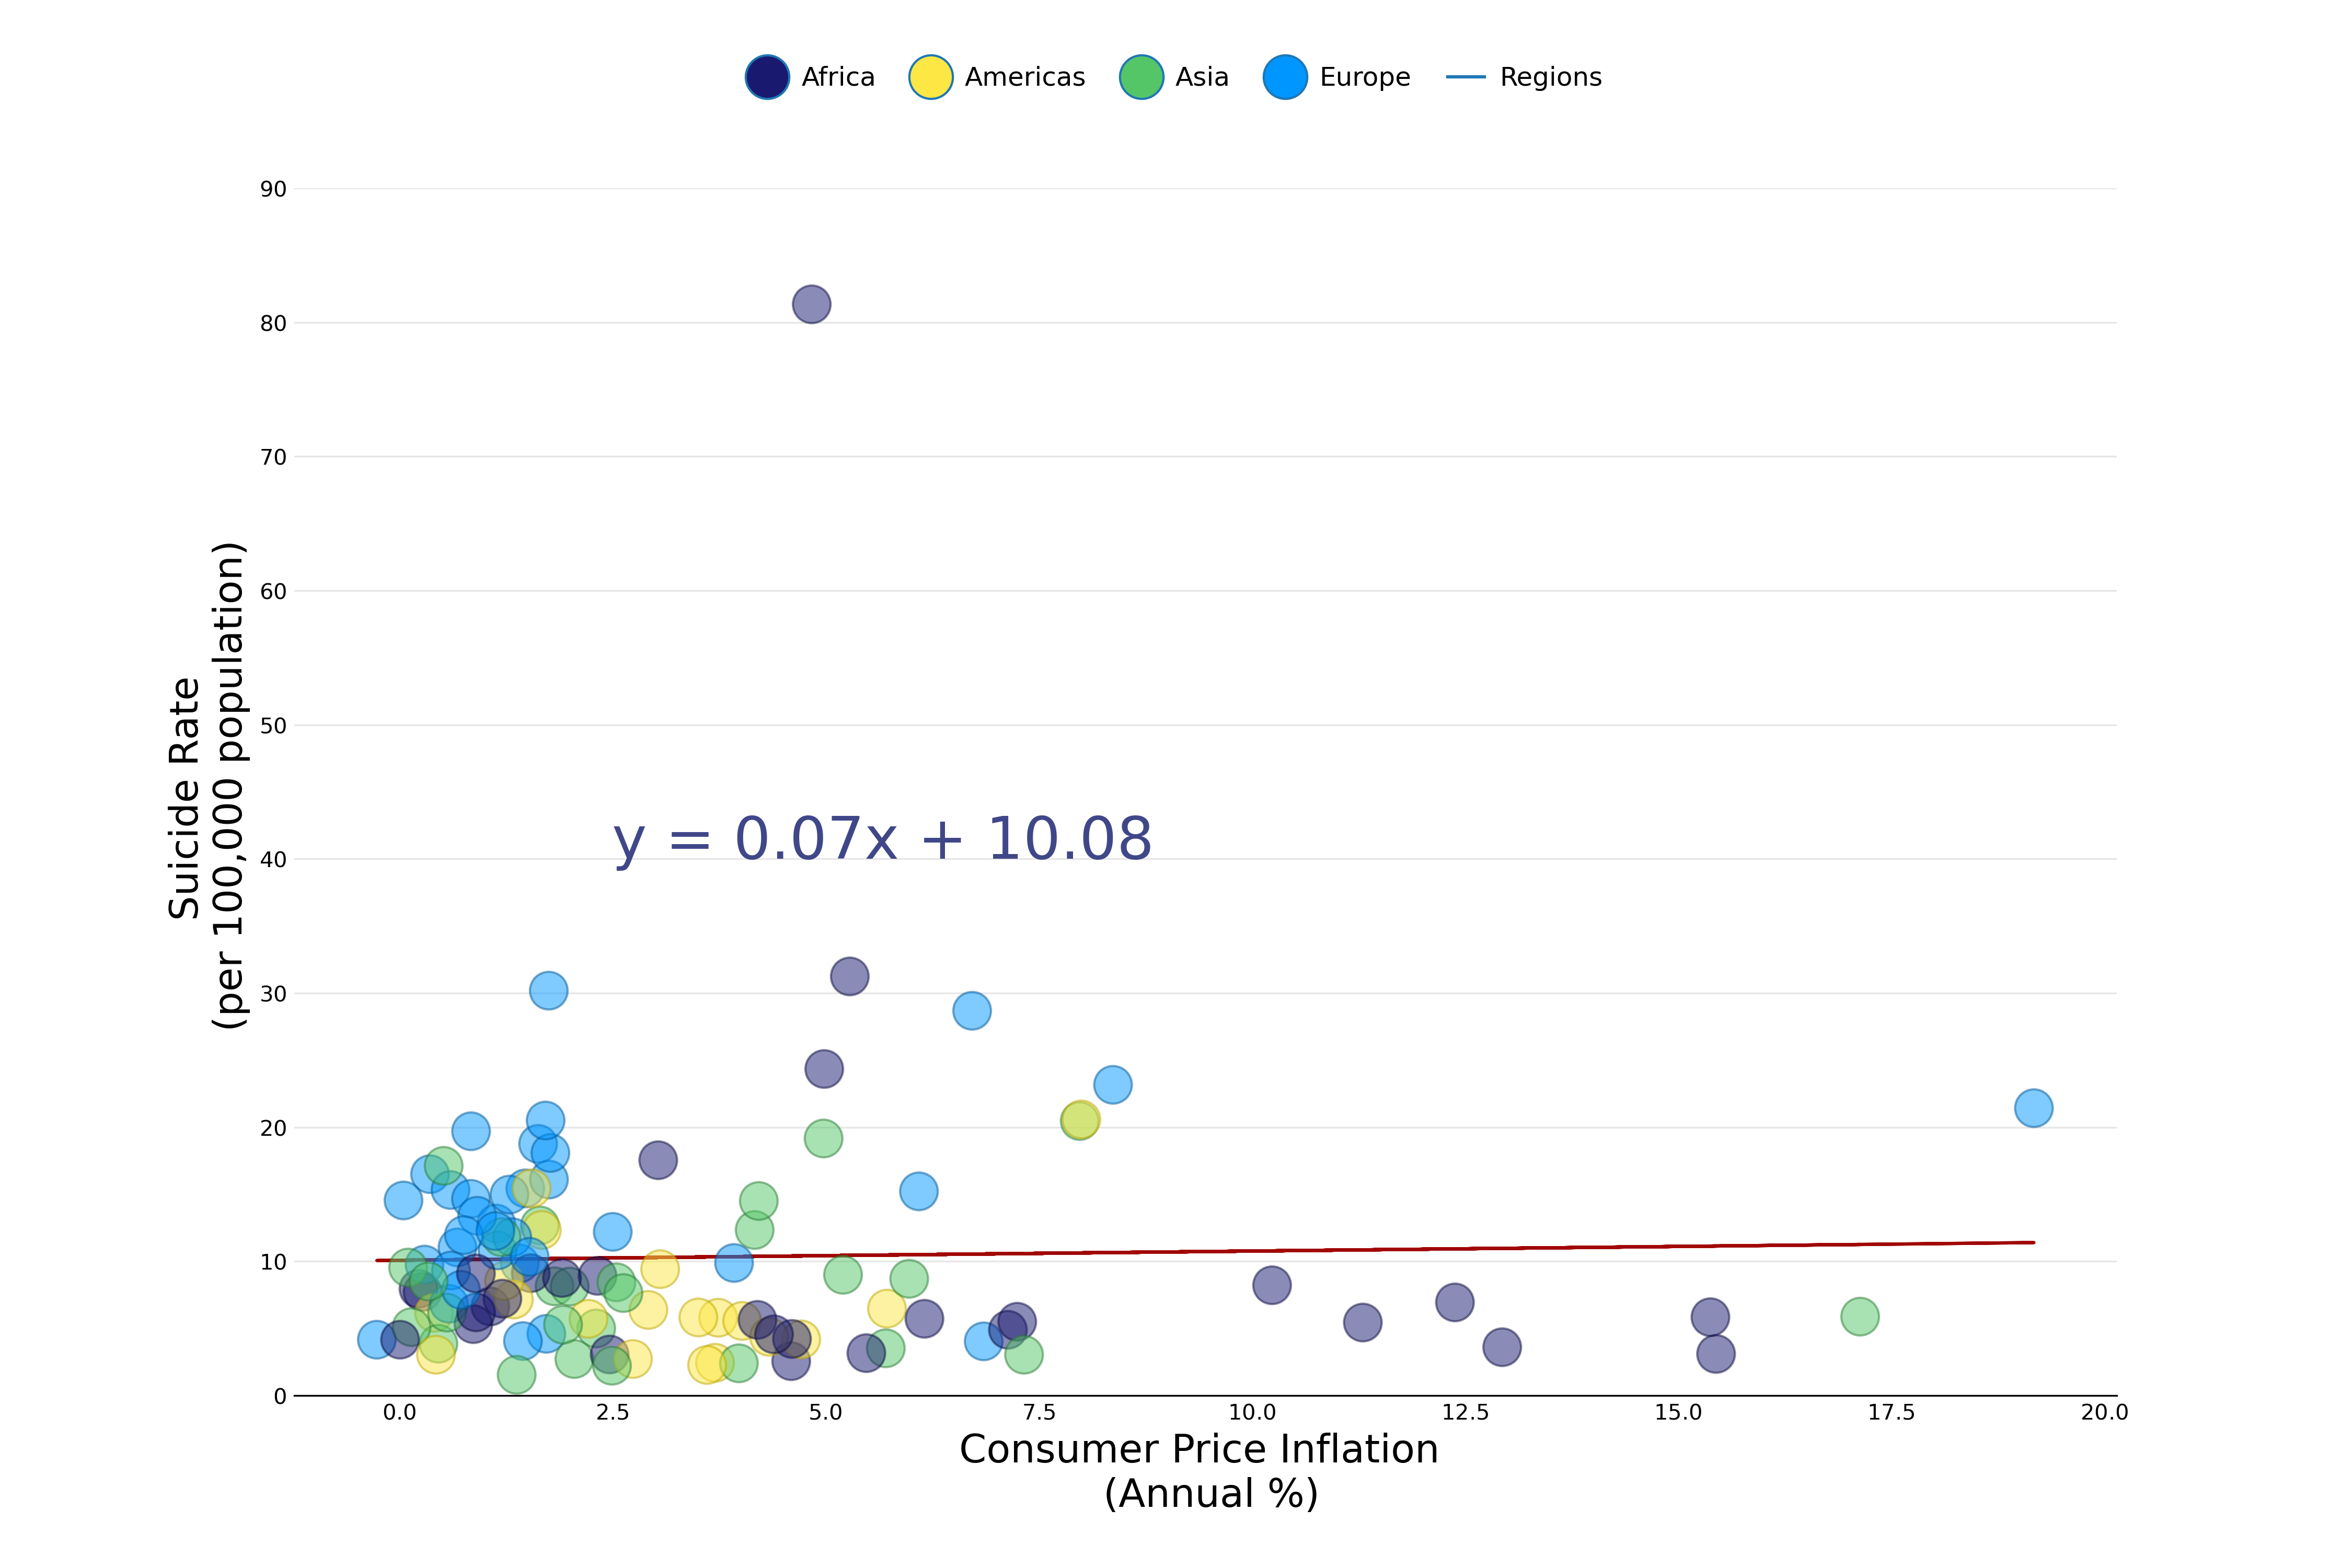 Africa Americas Asia Europe Regions
90
80
70
60
50
40
30
20
10
0
Suicide Rate
(per 100,000 population)
y = 0.07x + 10.08
0.0 2.5 5.0 7.5 10.0 12.5 15.0 17.5 20.0
Consumer Price Inflation
(Annual %)